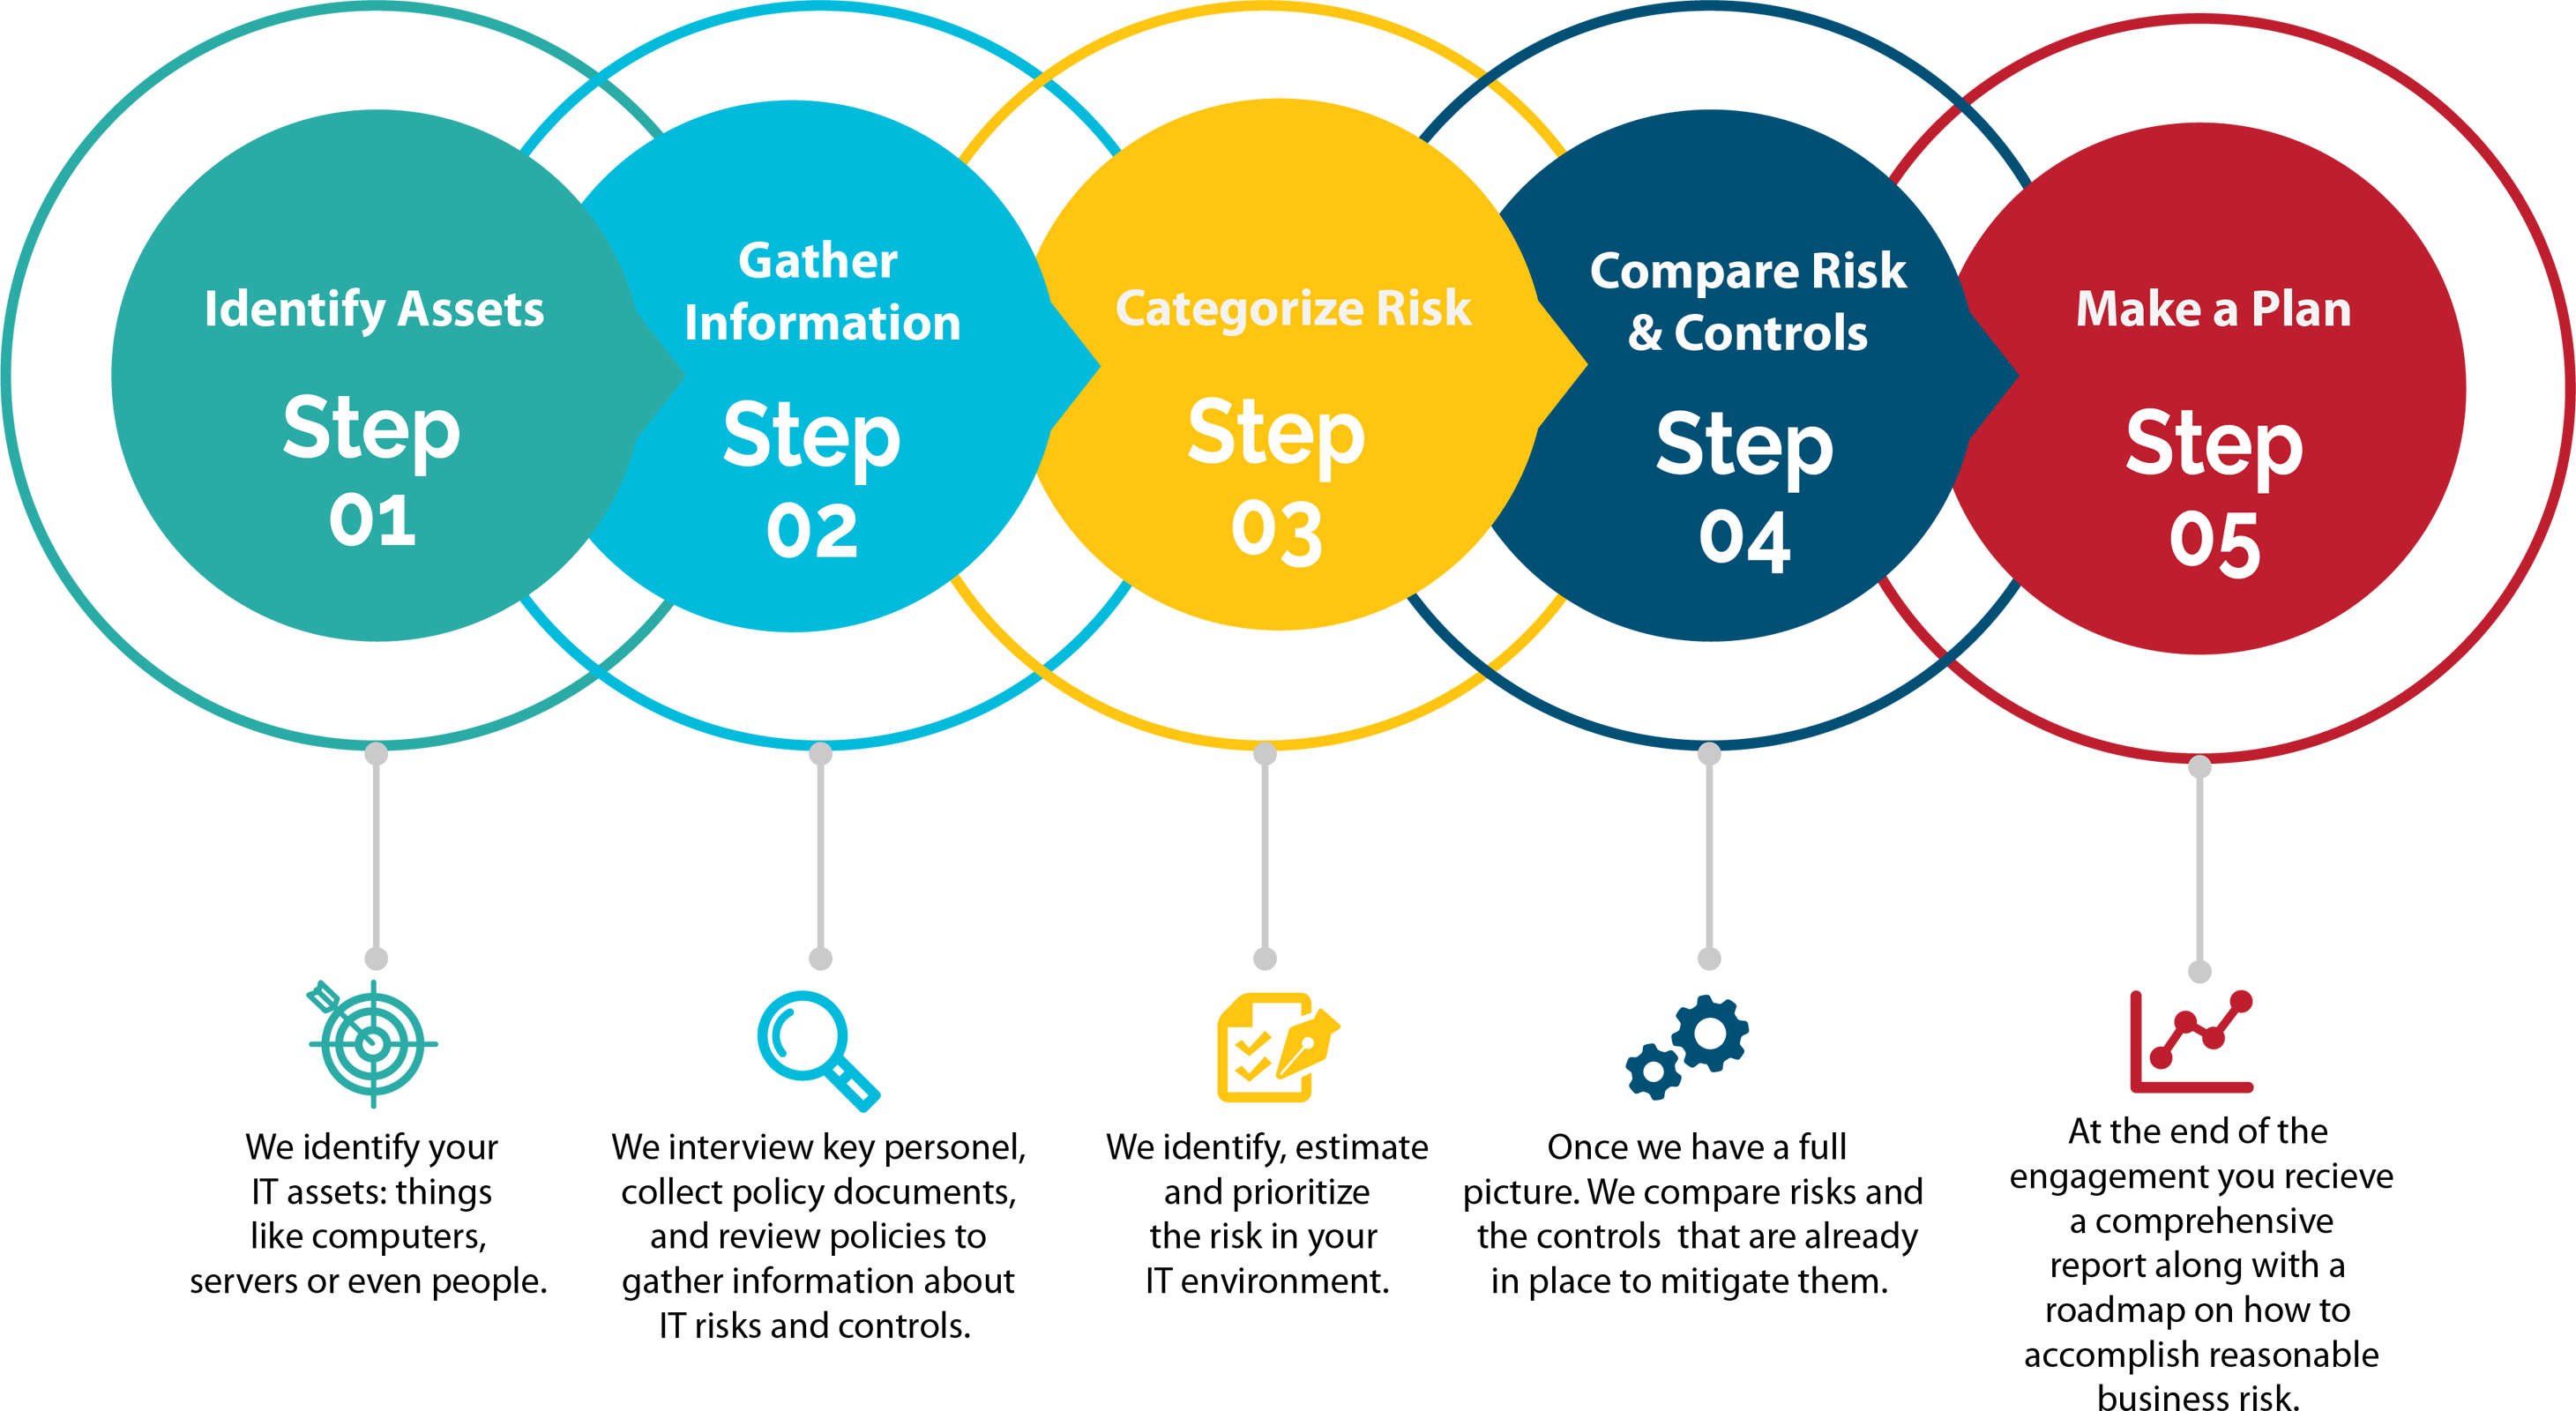 Identify Assets
Step
01
Gather
Information
Step
02
Categorize Risk
Step
03
Compare Risk
& Controls
Step
04
Make a Plan
Step
05
We identify your
IT assets: things
like computers,
servers or even people.
We interview key personel,
collect policy documents,
and review policies to
gather information about
IT risks and controls.
We identify, estimate
and prioritize
the risk in your
IT environment.
Once we have a full
picture. We compare risks and
the controls  that are already
in place to mitigate them.
At the end of the
engagement you recieve
a comprehensive
report along with a
roadmap on how to
accomplish reasonable
business risk.